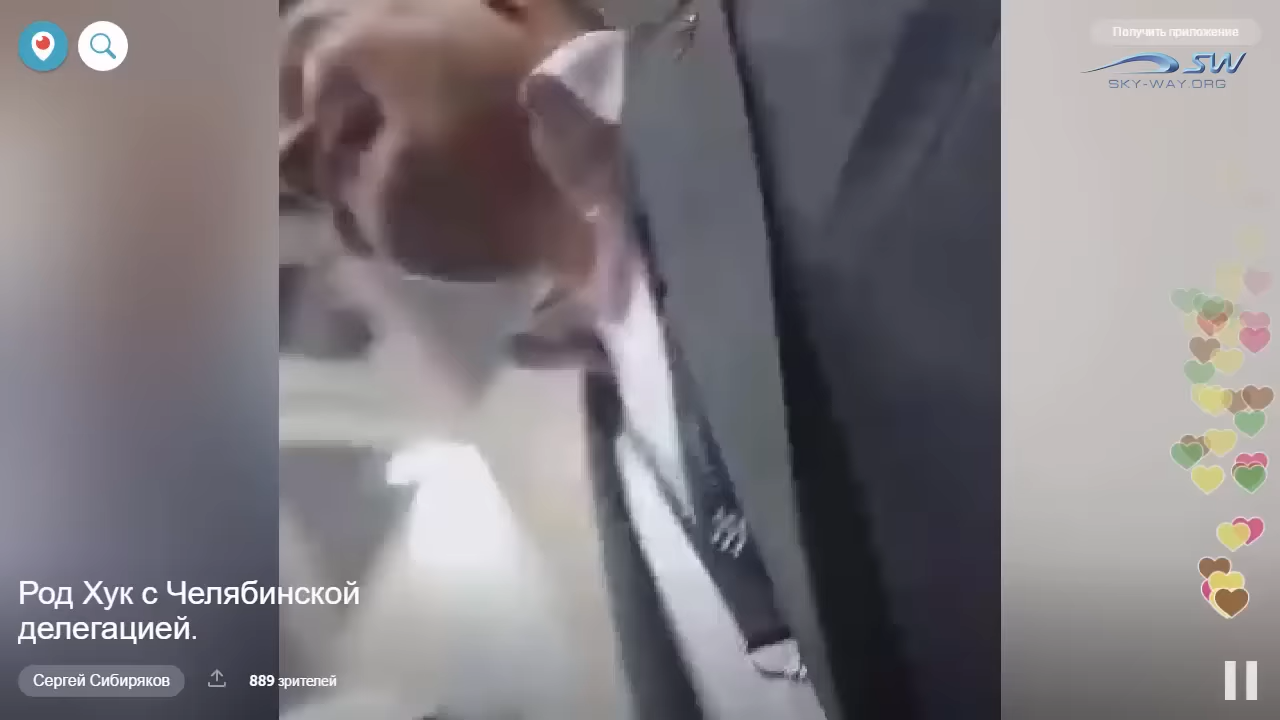 Получить приложение
SW
SKY-WAY.ORG
Род Хук с Челябинской
делегацией.
Сергей Сибиряков
889 зрителей